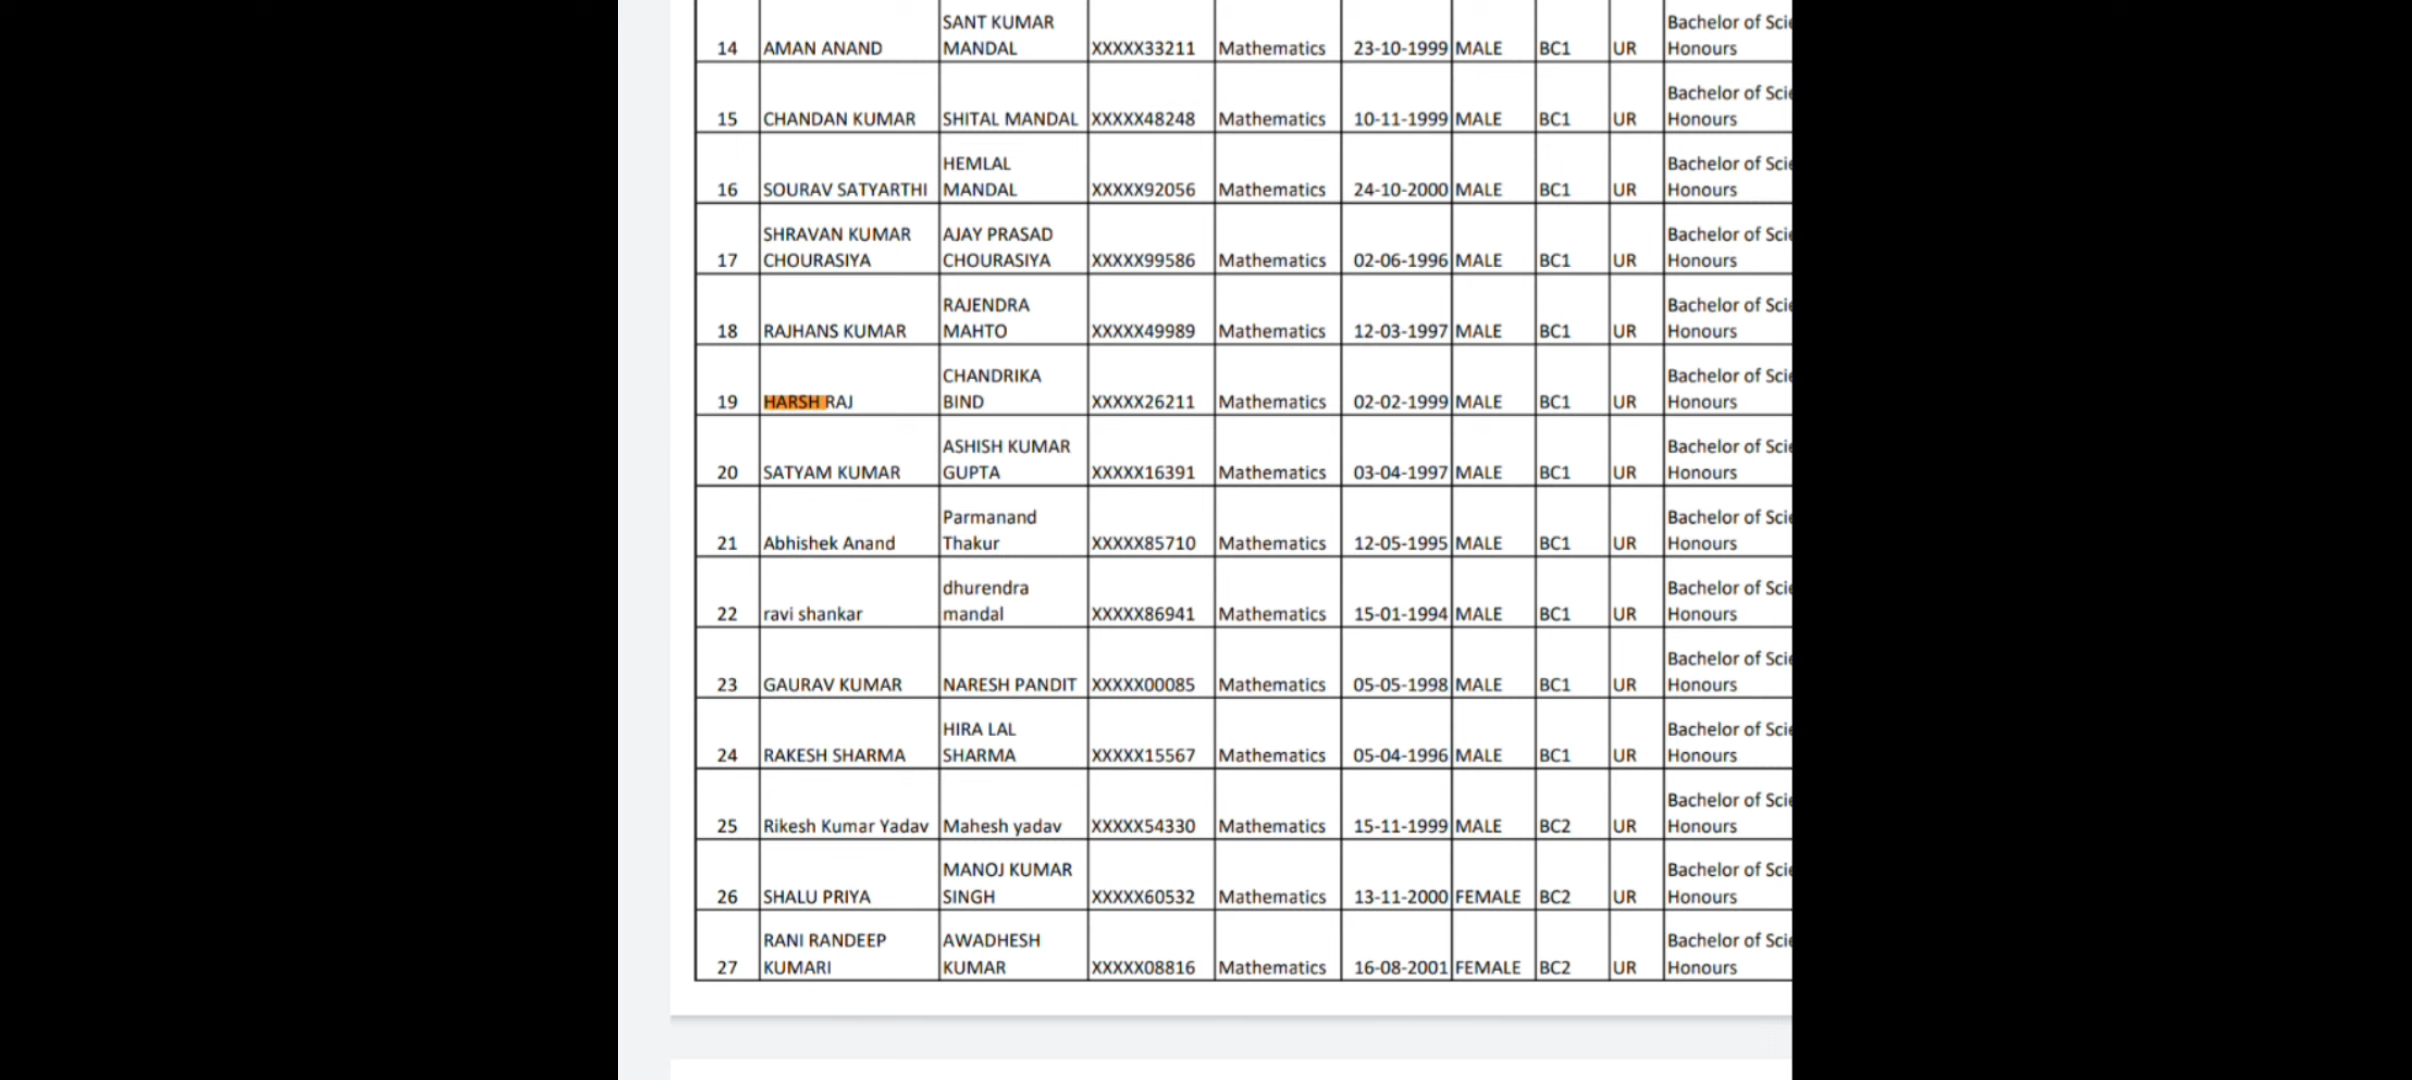 SANT KUMAR Bachelor of Sci
14 AMAN ANAND MANDAL XXXXX33211 Mathematics 23-10-1999 MALE BC1 UR Honours
Bachelor of Sci
15 CHANDAN KUMAR SHITAL MANDAL XXXXX48248 Mathematics 10-11-1999 MALE BC1 UR Honours
HEMLAL Bachelor of Sci
16 SOURAV SATYARTHI MANDAL XXXXX92056 Mathematics 24-10-2000 MALE BC1 UR Honours
SHRAVAN KUMAR AJAY PRASAD Bachelor of Sci
17 CHOURASIYA CHOURASIYA XXXXX99586 Mathematics 02-06-1996 MALE BC1 UR Honours
RAJENDRA Bachelor of Sci
18 RAJHANS KUMAR MAHTO XXXXX49989 Mathematics 12-03-1997 MALE BC1 UR Honours
CHANDRIKA Bachelor of Sci
19 HARSH RAJ BIND XXXXX26211 Mathematics 02-02-1999 MALE BC1 UR Honours
ASHISH KUMAR Bachelor of Sci
20 SATYAM KUMAR GUPTA XXXXX16391 Mathematics 03-04-1997 MALE BC1 UR Honours
Parmanand Bachelor of Sci
21 Abhishek Anand Thakur XXXXX85710 Mathematics 12-05-1995 MALE BC1 UR Honours
dhurendra Bachelor of Sci
22 ravi shankar mandal XXXXX86941 Mathematics 15-01-1994 MALE BC1 UR Honours
Bachelor of Sci
23 GAURAV KUMAR NARESH PANDIT XXXXX00085 Mathematics 05-05-1998 MALE BC1 UR Honours
HIRA LAL Bachelor of Sci
24 RAKESH SHARMA SHARMA XXXXX15567 Mathematics 05-04-1996 MALE BC1 UR Honours
Bachelor of Sci
25 Rikesh Kumar Yadav Mahesh yadav XXXXX54330 Mathematics 15-11-1999 MALE BC2 UR Honours
MANOJ KUMAR Bachelor of Sci
26 SHALU PRIYA SINGH XXXXX60532 Mathematics 13-11-2000 FEMALE BC2 UR Honours
RANI RANDEEP AWADHESH Bachelor of Sci
27 KUMARI KUMAR XXXXX08816 Mathematics 16-08-2001 FEMALE BC2 UR Honours